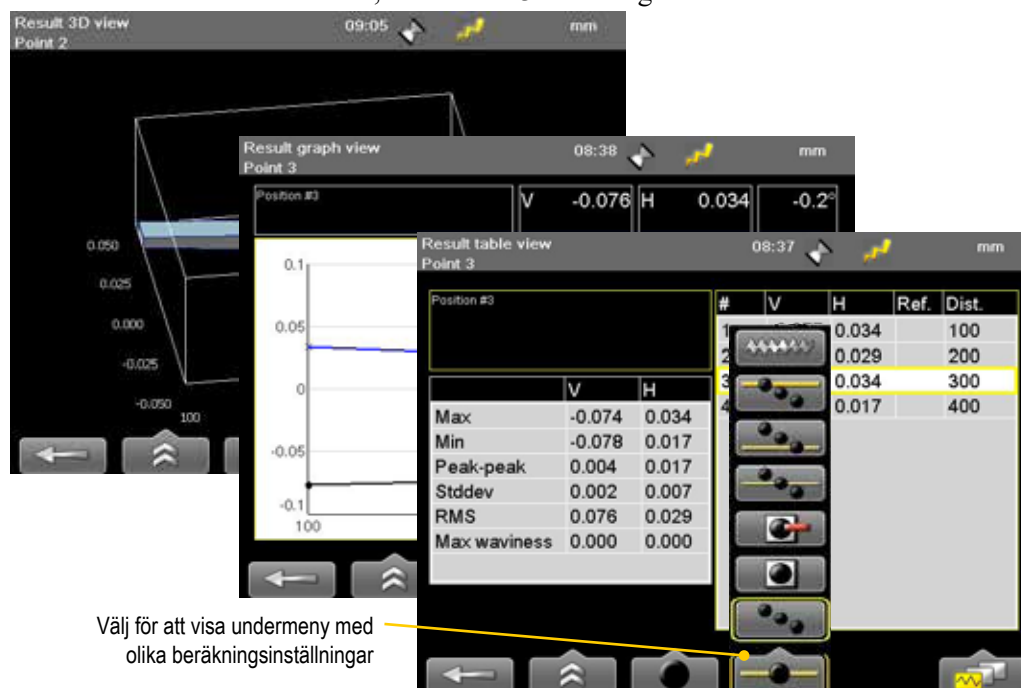 Result 3D view
09:05
mm
Point 2
0.050
0.025
0.000
-0.025
-0.050
100
Result graph view
08:38
mm
Point 3
Position #3
V -0.076 H 0.034 -0.2°
0.1
0.05
0
-0.05
-0.1
100
Result table view
08:37
mm
Point 3
Position #3
V H
Max -0.074 0.034
Min -0.078 0.017
Peak-peak 0.004 0.017
Stddev 0.002 0.007
RMS 0.076 0.029
Max waviness 0.000 0.000
# V H Ref. Dist.
1 0.034 100
2 0.029 200
3 0.034 300
4 0.017 400
Välj för att visa undermeny med
olika beräkningsinställningar